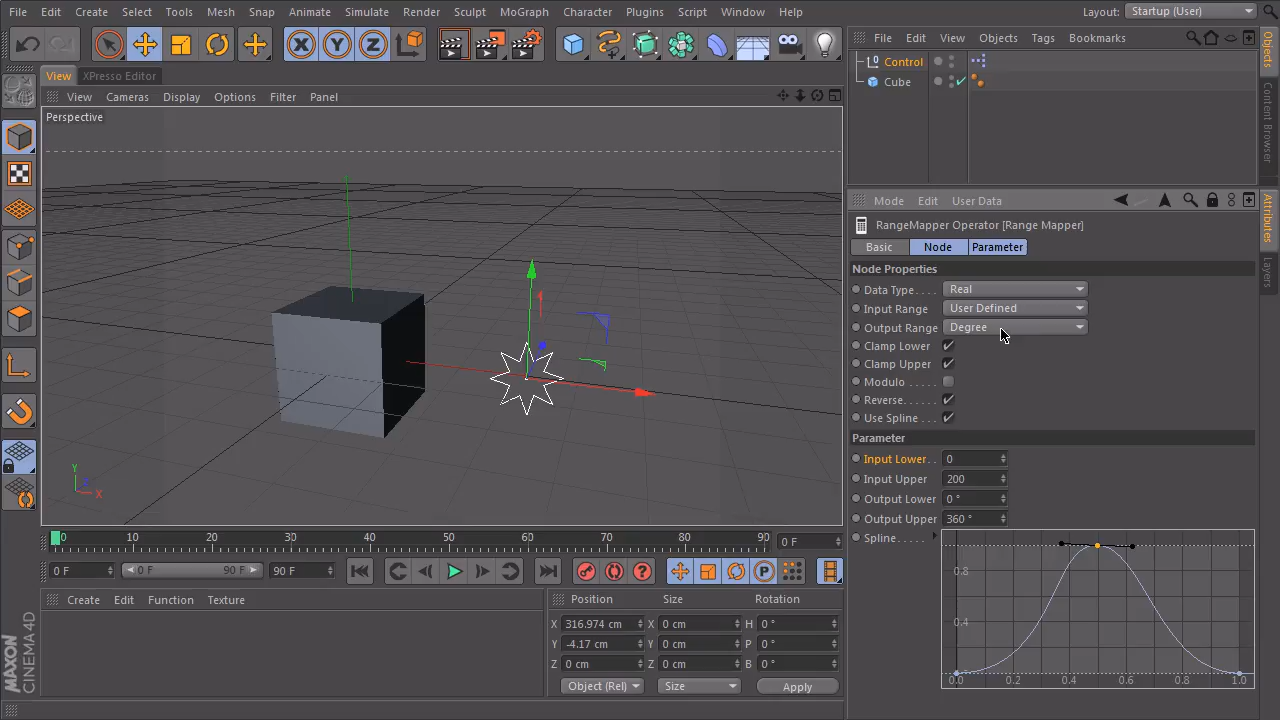 File Edit Create Select Tools Mesh Snap Animate Simulate Render Sculpt MoGraph Character Plugins Script Window Help Layout: Startup (User)
File Edit View Objects Tags Bookmarks
View XPresso Editor
Control
Cube
View Cameras Display Options Filter Panel
Perspective
Objects
Content Browser
Mode Edit User Data
Attributes
Layers
RangeMapper Operator [Range Mapper]
Basic Node Parameter
Node Properties
Data Type. . . . Real
Input Range User Defined
Output Range Degree
Clamp Lower
Clamp Upper
Modulo
Reverse. . . . . .
Use Spline .
Parameter
Input Lower. . 0
Input Upper 200
Output Lower 0 °
Output Upper 360 °
Spline. . . . .
0.8
0.4
0.0 0.2 0.4 0.6 0.8 1.0
Y
Z
X
0 10 20 30 40 50 60 70 80 90 0 F
0 F 0 F 90 F 90 F
Create Edit Function Texture
Position Size Rotation
X 316.974 cm X 0 cm H 0 °
Y -4.17 cm Y 0 cm P 0 °
Z 0 cm Z 0 cm B 0 °
Object (Rel) Size Apply
MAXON
CINEMA4D